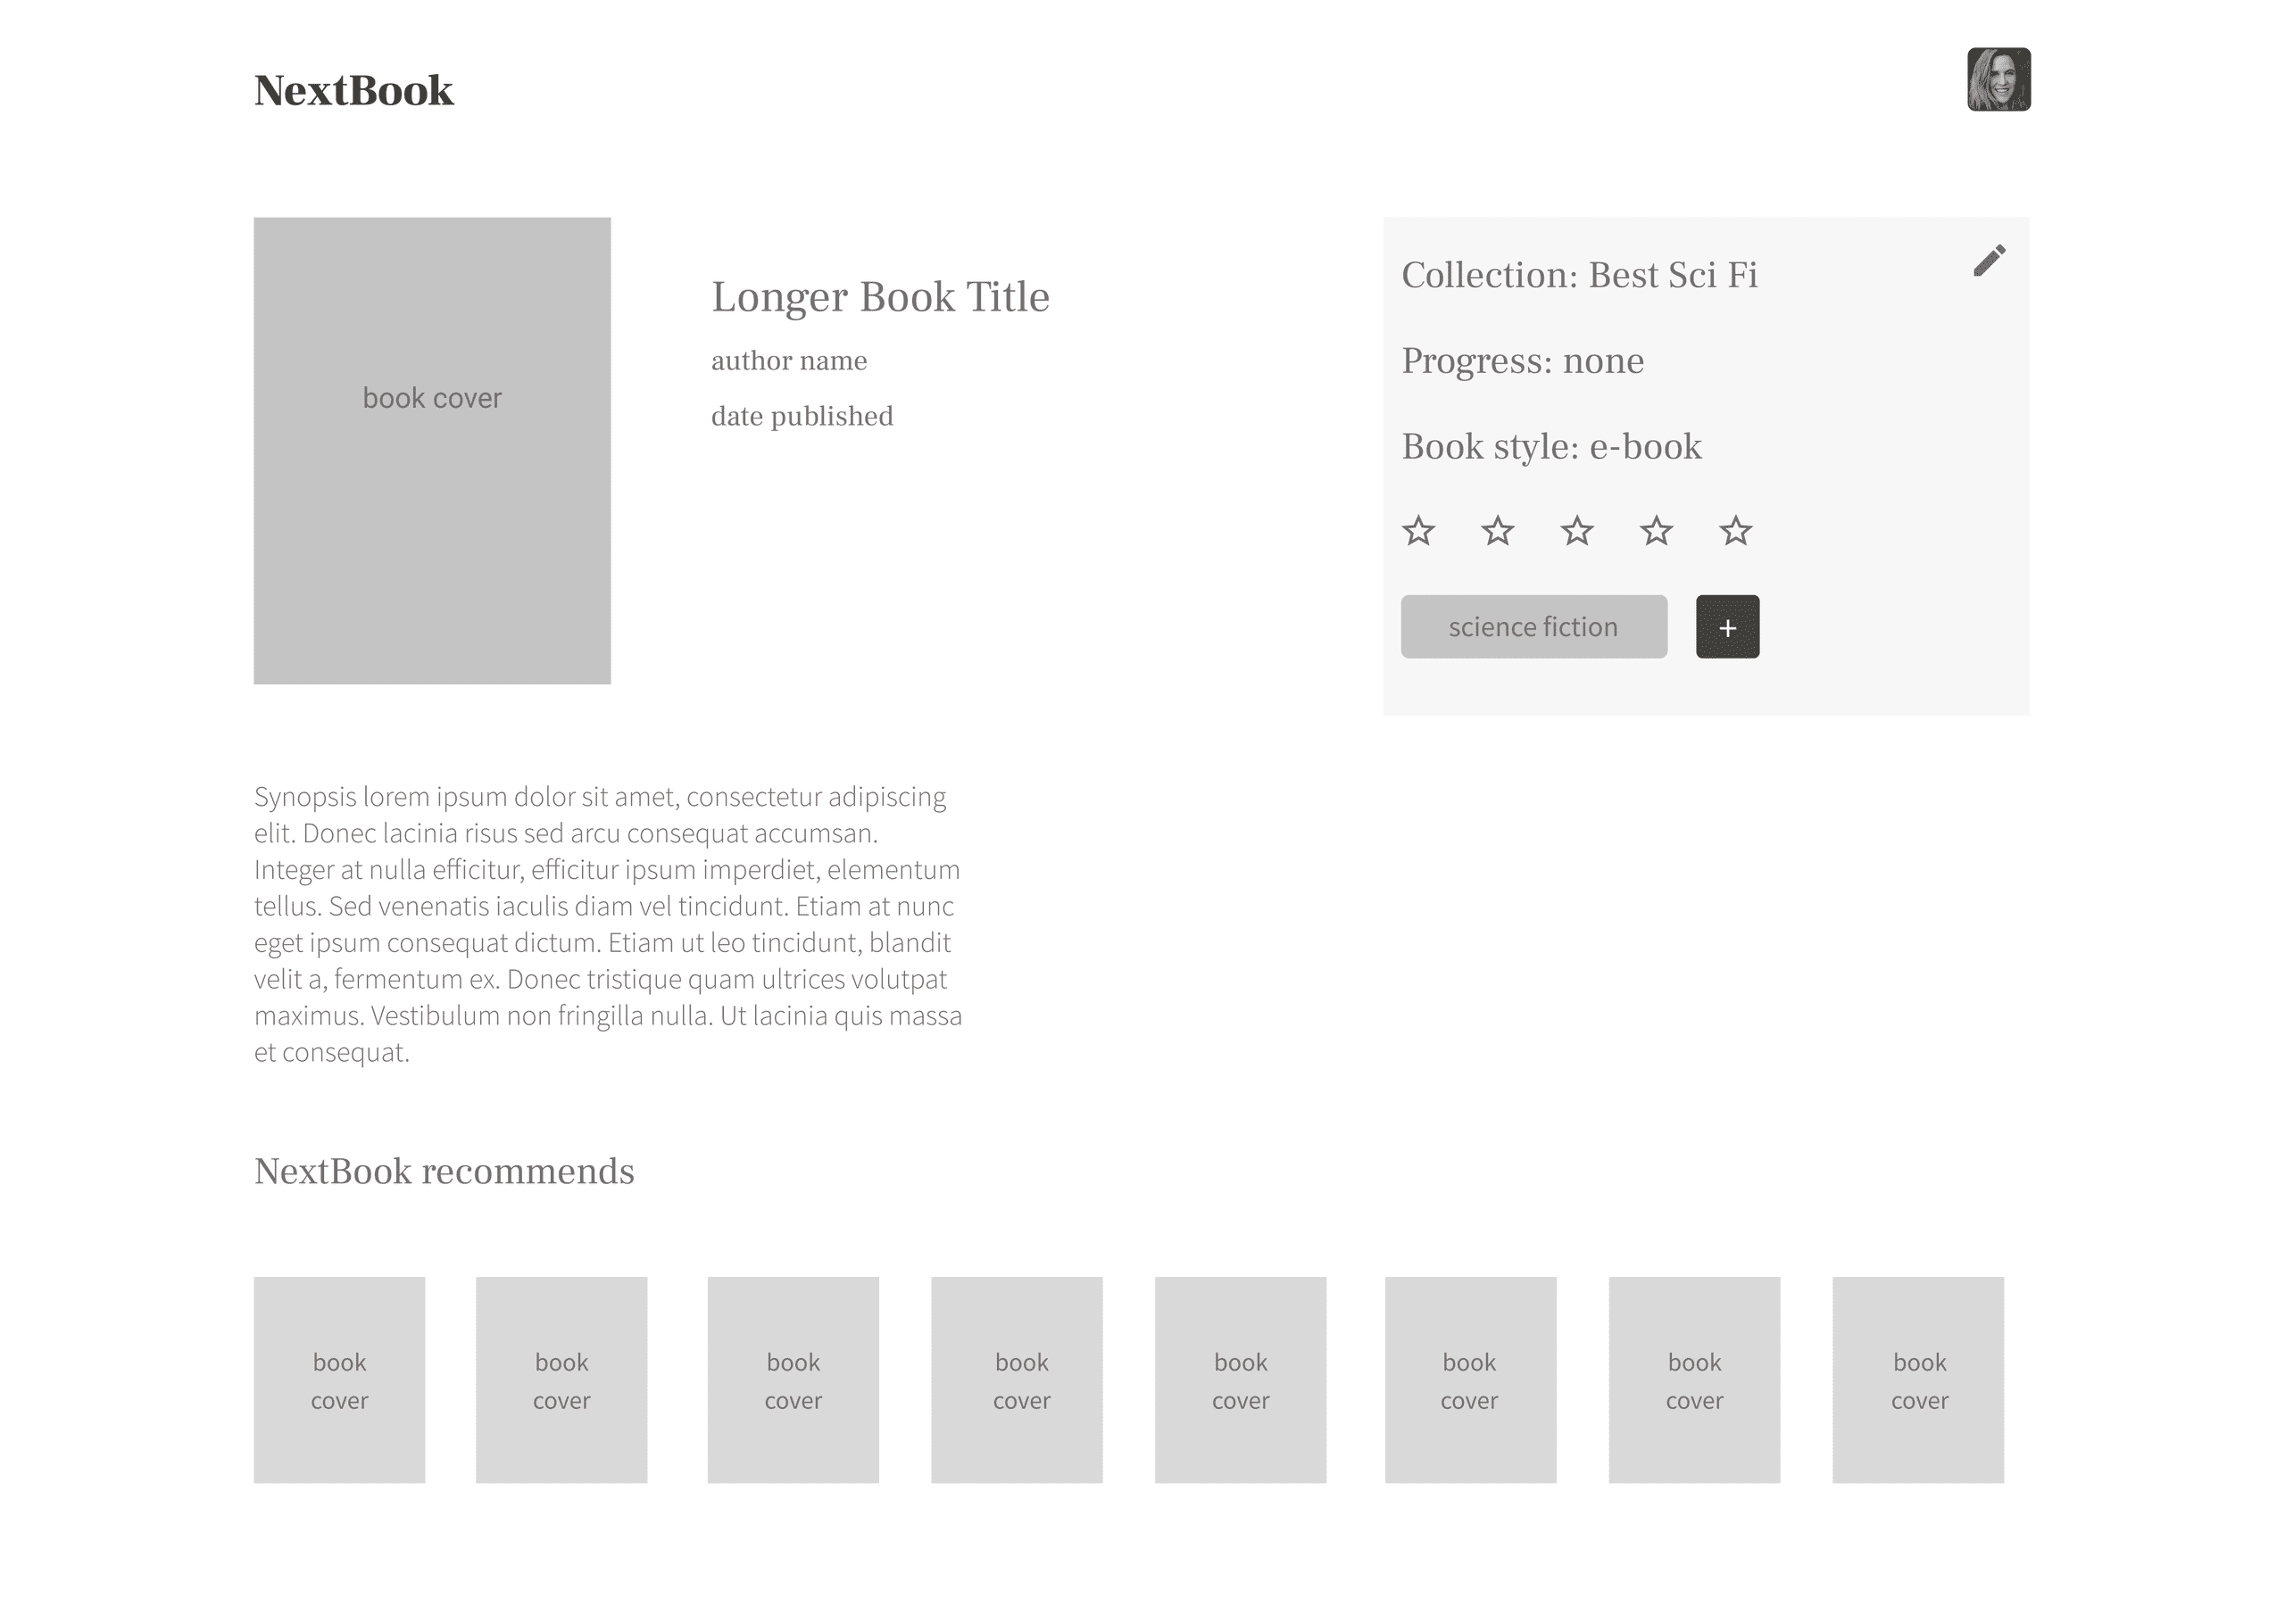 NextBook
book cover
Longer Book Title
author name
date published
Collection: Best Sci Fi
Progress: none
Book style: e-book
science fiction
+
Synopsis lorem ipsum dolor sit amet, consectetur adipiscing
elit. Donec lacinia risus sed arcu consequat accumsan.
Integer at nulla efficitur, efficitur ipsum imperdiet, elementum
tellus. Sed venenatis iaculis diam vel tincidunt. Etiam at nunc
eget ipsum consequat dictum. Etiam ut leo tincidunt, blandit
velit a, fermentum ex. Donec tristique quam ultrices volutpat
maximus. Vestibulum non fringilla nulla. Ut lacinia quis massa
et consequat.
NextBook recommends
book
cover
book
cover
book
cover
book
cover
book
cover
book
cover
book
cover
book
cover